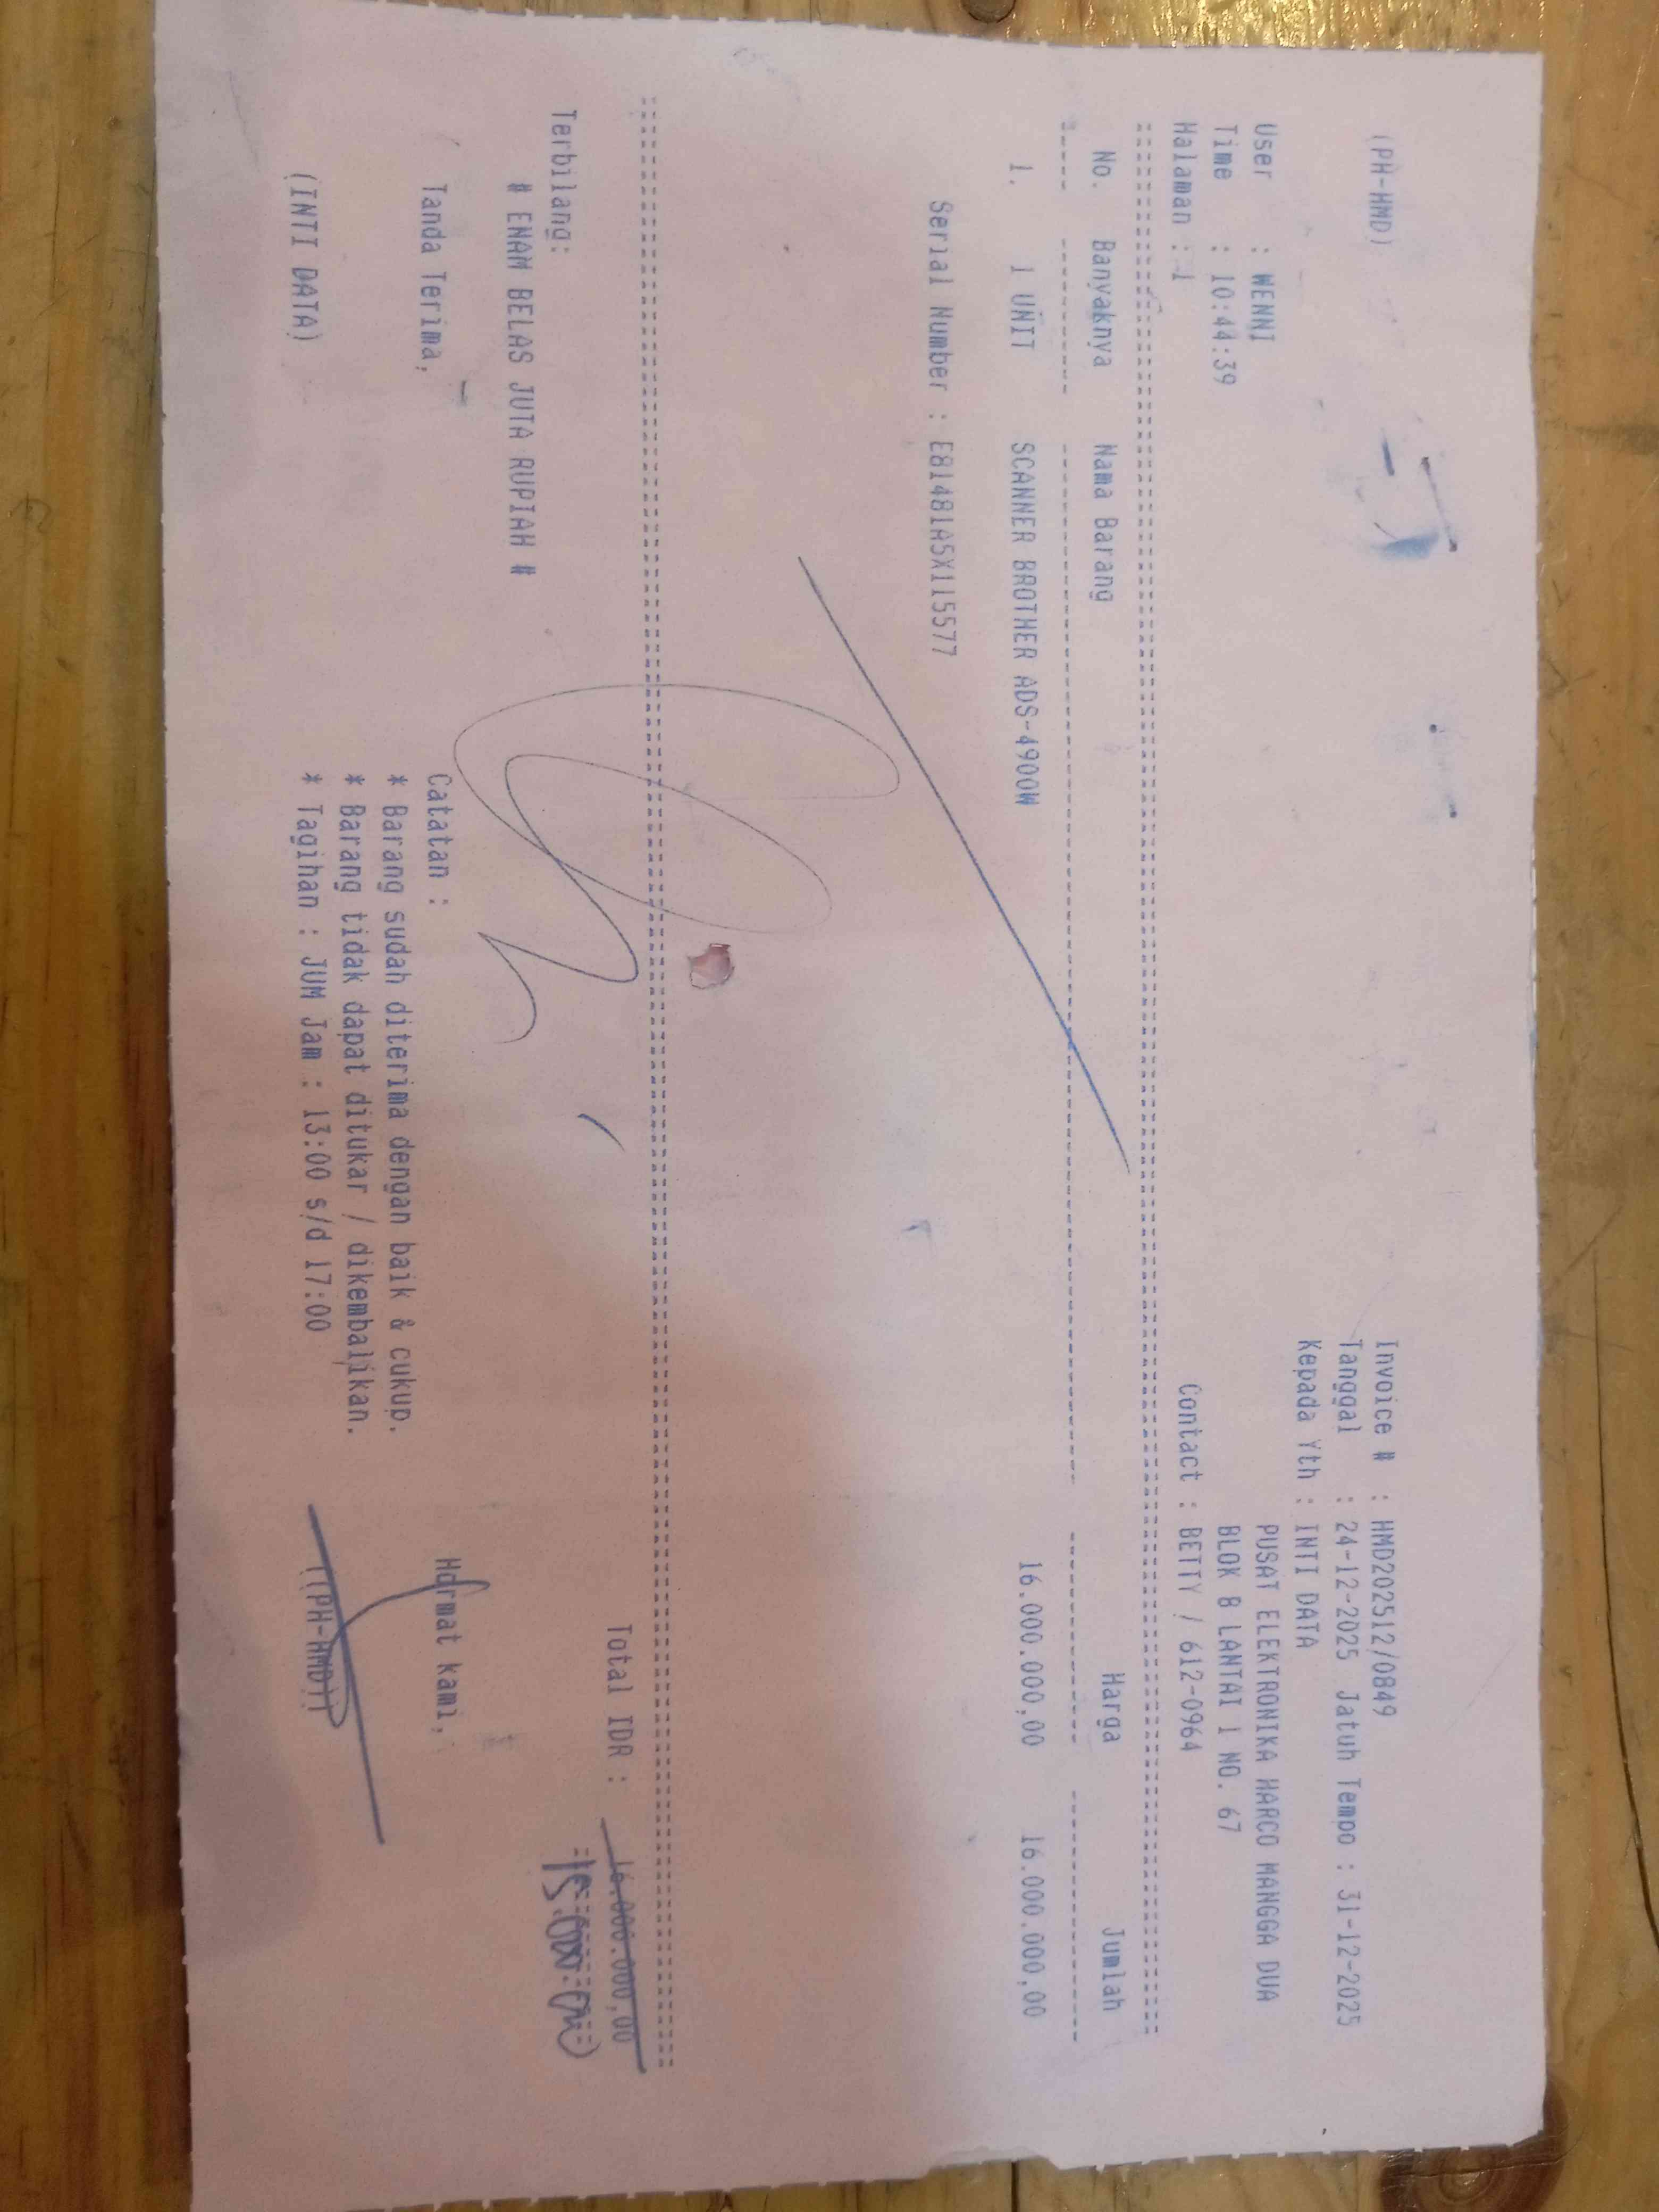 (PH-HMD)
Invoice # : HMD202512/0849
Tanggal : 24-12-2025 Jatuh Tempo : 31-12-2025
Kepada Yth : INTI DATA
PUSAT ELEKTRONIKA HARCO MANGGA DUA
BLOK B LANTAI 1 NO. 67
Contact : BETTY / 612-0964
User : WENNI
Time : 10:44:39
Halaman : 1
No. Banyaknya Nama Barang Harga Jumlah
1. 1 UNIT SCANNER BROTHER ADS-4900W 16.000.000,00 16.000.000,00
Serial Number : E81481A5X115577
Total IDR : 16.000.000,00
15.000.000
Terbilang:
# ENAM BELAS JUTA RUPIAH #
Tanda Terima,
(INTI DATA)
Catatan :
* Barang sudah diterima dengan baik & cukup.
* Barang tidak dapat ditukar / dikembalikan.
* Tagihan : JUM Jam : 13:00 s/d 17:00
Hormat kami,
((PH-HMD))